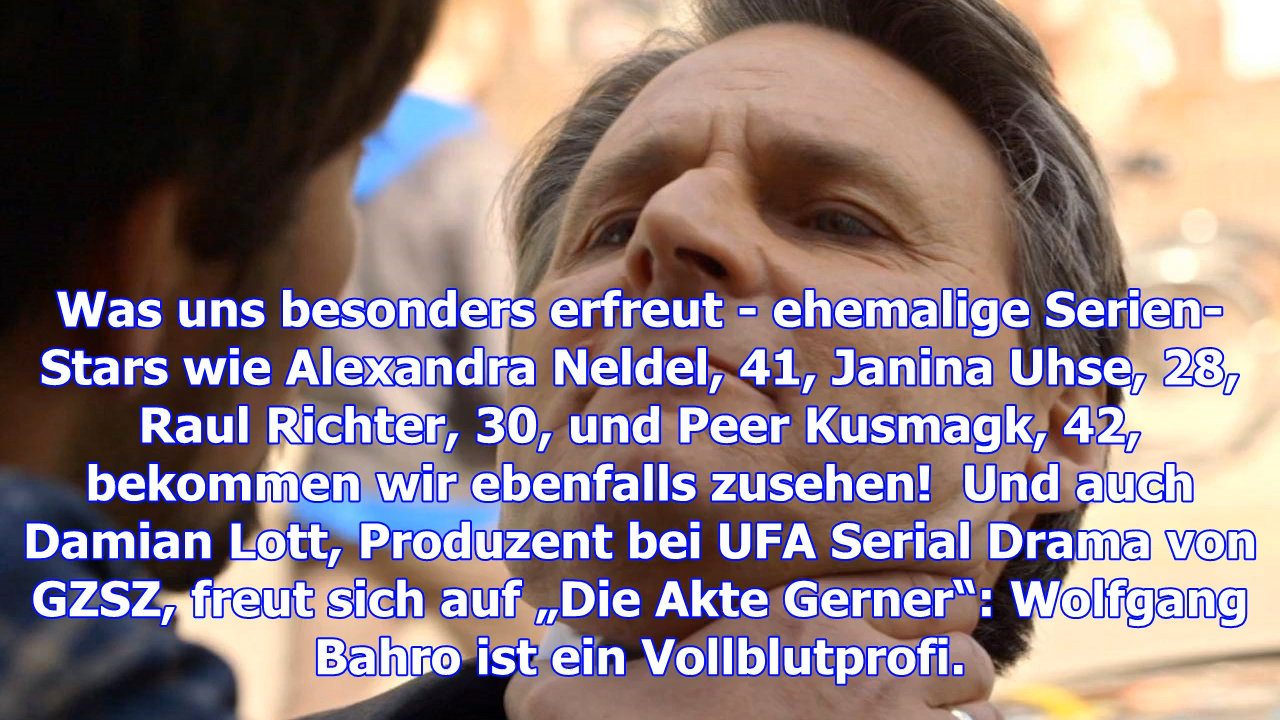 Was uns besonders erfreut - ehemalige Serien-
Stars wie Alexandra Neldel, 41, Janina Uhse, 28,
Raul Richter, 30, und Peer Kusmagk, 42,
bekommen wir ebenfalls zusehen!  Und auch
Damian Lott, Produzent bei UFA Serial Drama von
GZSZ, freut sich auf „Die Akte Gerner“: Wolfgang
Bahro ist ein Vollblutprofi.